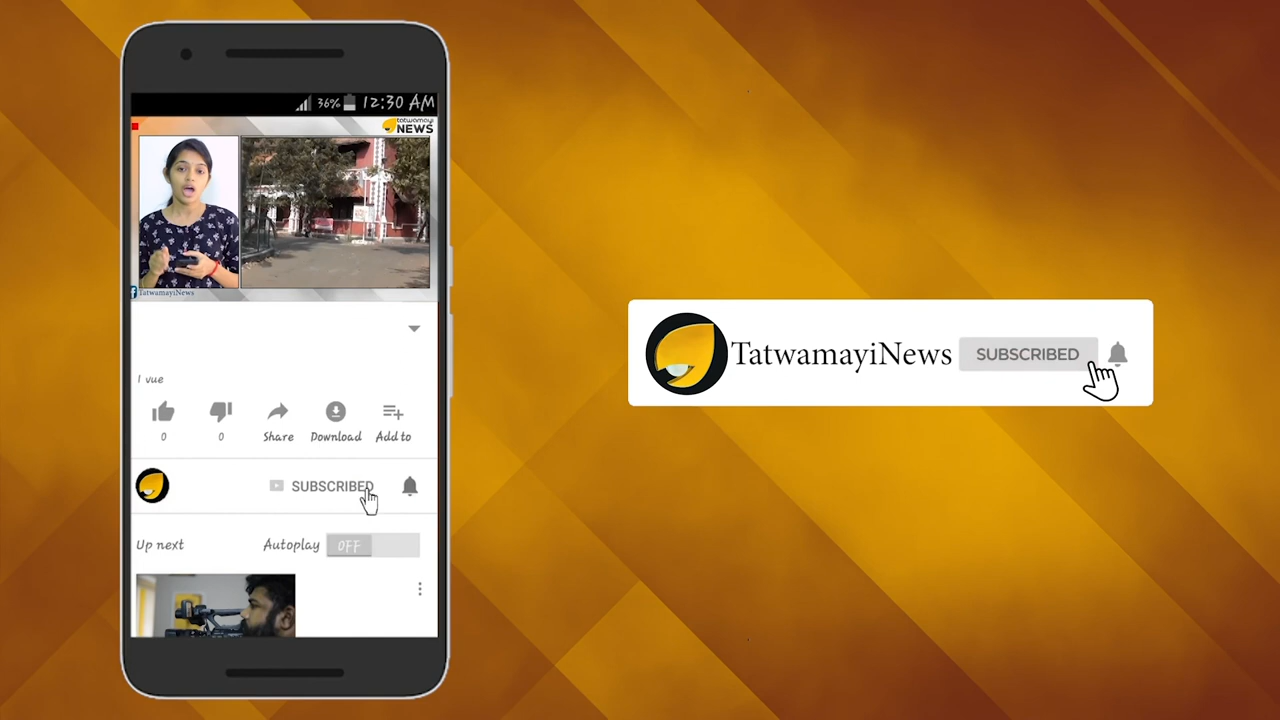 36% 12:30 AM
tatwamayi
NEWS
TatwamayiNews
1 vue
0 0 Share Download Add to
SUBSCRIBED
Up next Autoplay OFF
TatwamayiNews SUBSCRIBED